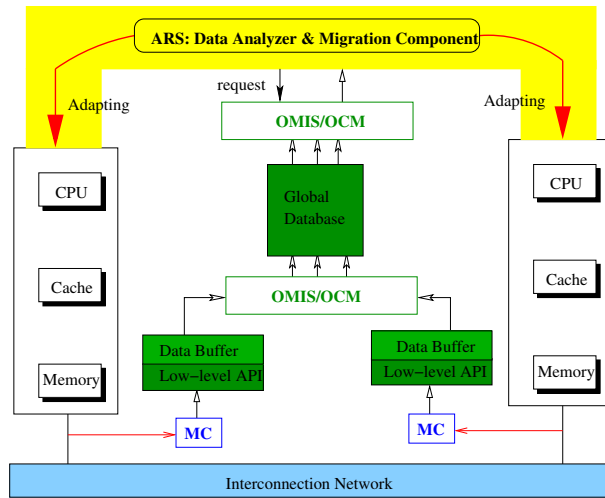 ARS: Data Analyzer & Migration Component
request
Adapting
Adapting
OMIS/OCM
CPU
CPU
Global
Database
Cache
Cache
OMIS/OCM
Data Buffer
Low−level API
Data Buffer
Low−level API
Memory
Memory
MC
MC
Interconnection Network